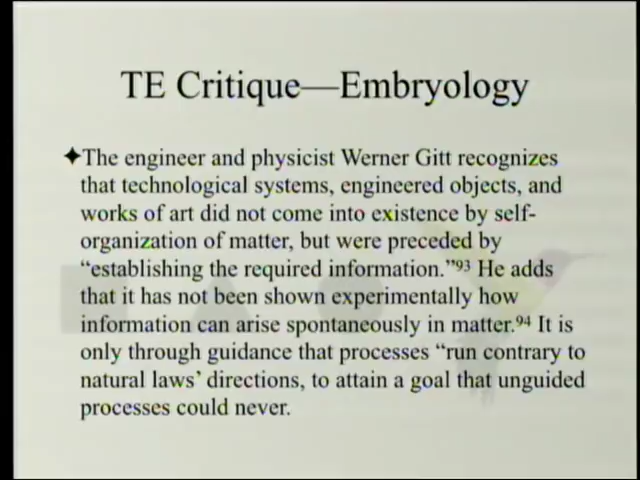 TE Critique—Embryology
✦The engineer and physicist Werner Gitt recognizes
that technological systems, engineered objects, and
works of art did not come into existence by self-
organization of matter, but were preceded by
“establishing the required information.”⁹³ He adds
that it has not been shown experimentally how
information can arise spontaneously in matter.⁹⁴ It is
only through guidance that processes “run contrary to
natural laws’ directions, to attain a goal that unguided
processes could never.